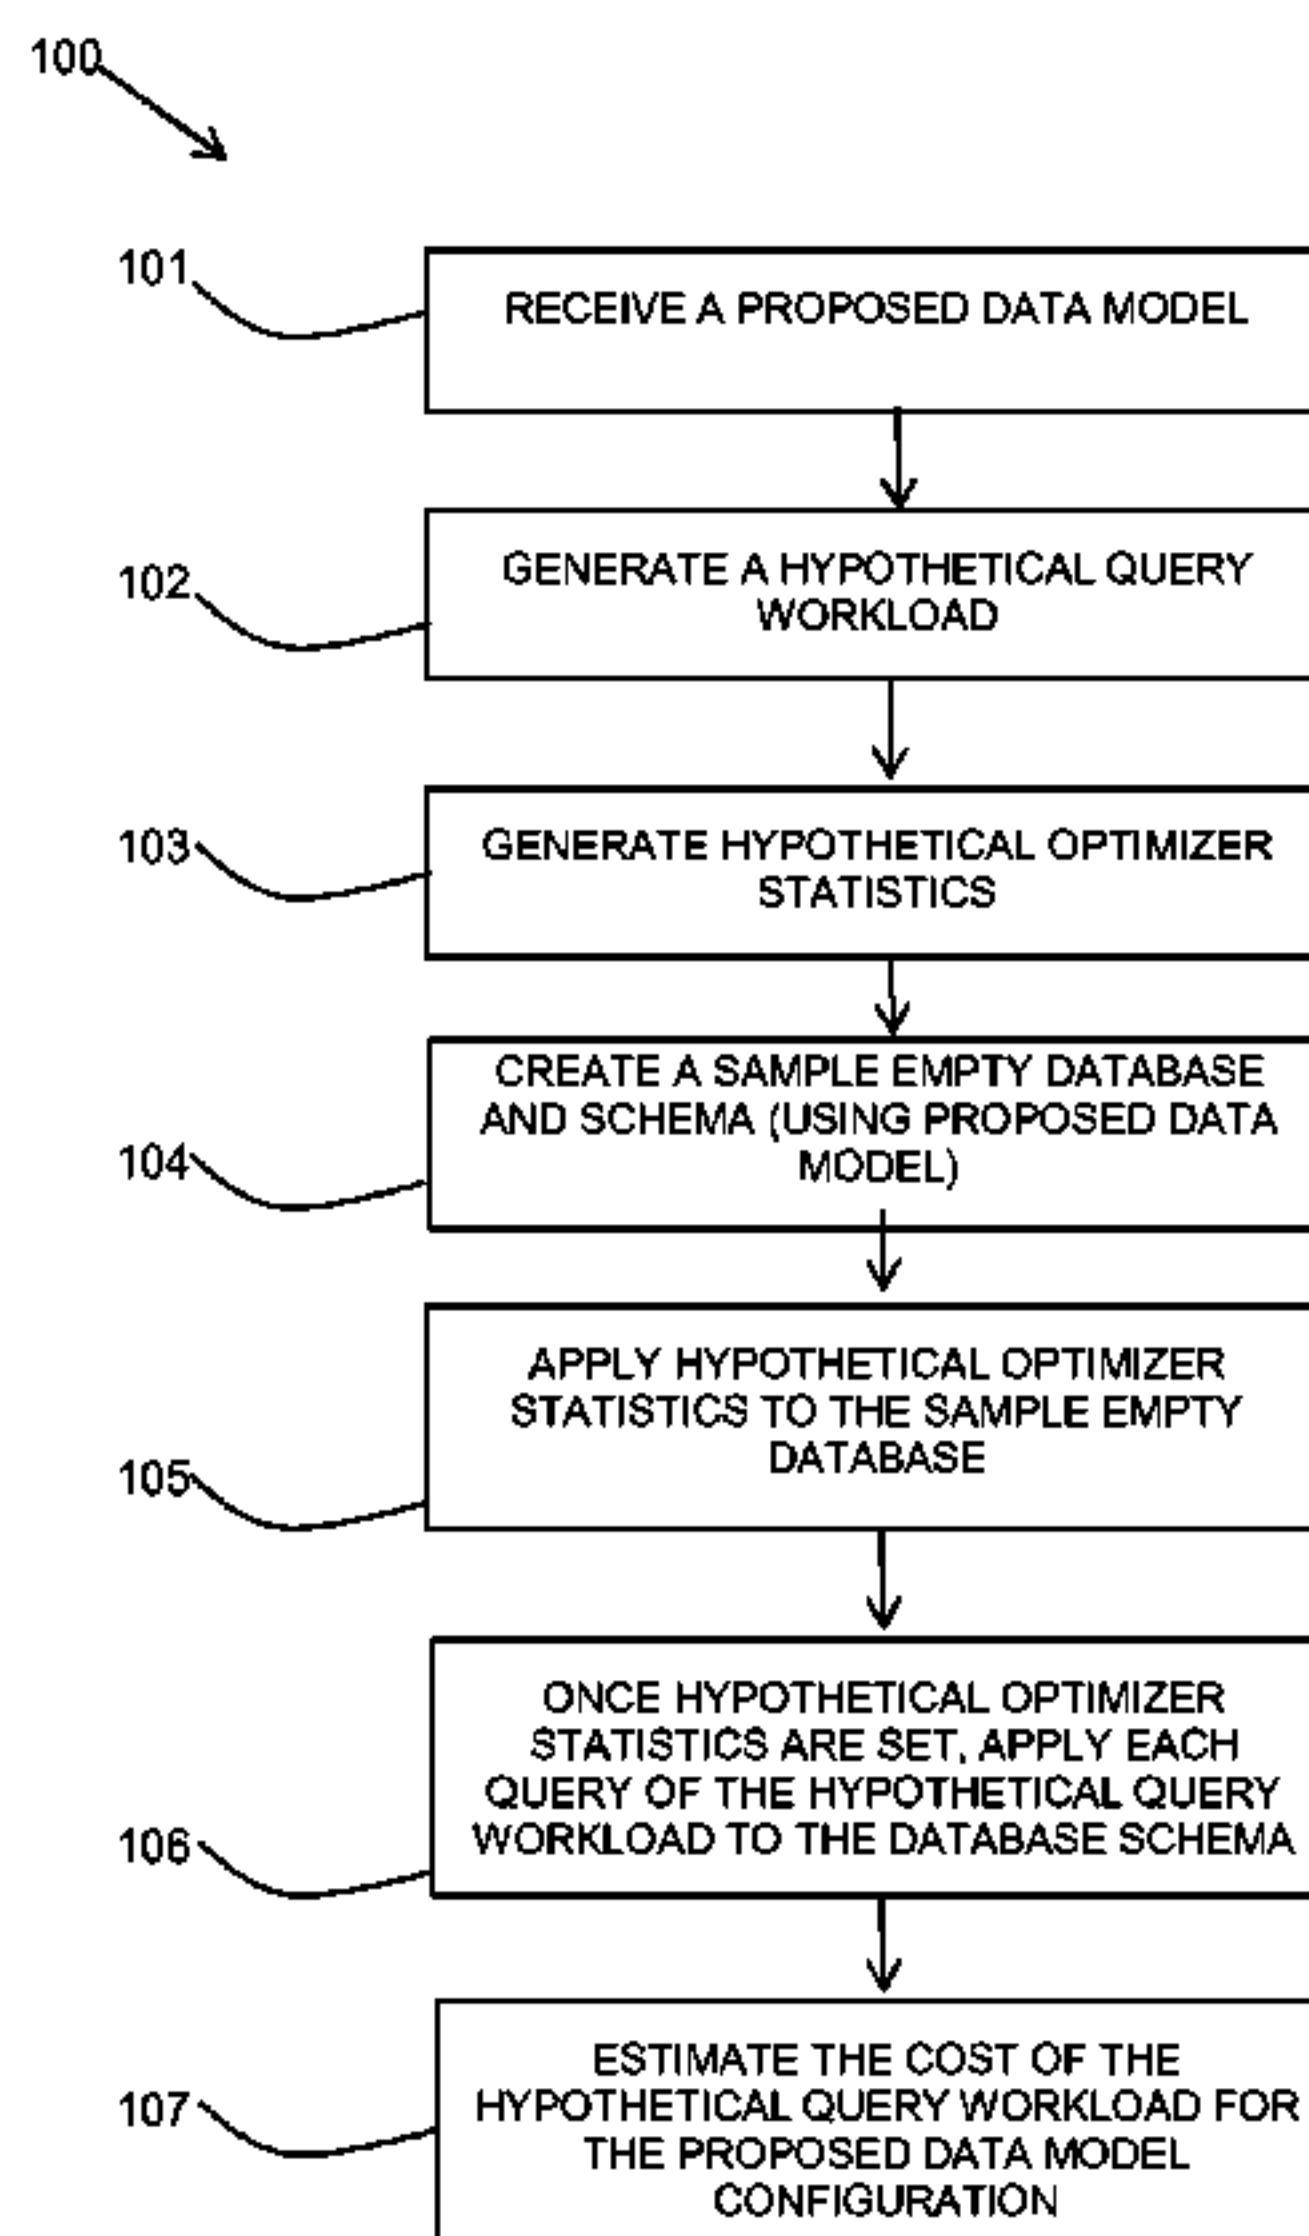 100
101
RECEIVE A PROPOSED DATA MODEL
102
GENERATE A HYPOTHETICAL QUERY
WORKLOAD
103
GENERATE HYPOTHETICAL OPTIMIZER
STATISTICS
104
CREATE A SAMPLE EMPTY DATABASE
AND SCHEMA (USING PROPOSED DATA
MODEL)
105
APPLY HYPOTHETICAL OPTIMIZER
STATISTICS TO THE SAMPLE EMPTY
DATABASE
106
ONCE HYPOTHETICAL OPTIMIZER
STATISTICS ARE SET, APPLY EACH
QUERY OF THE HYPOTHETICAL QUERY
WORKLOAD TO THE DATABASE SCHEMA
107
ESTIMATE THE COST OF THE
HYPOTHETICAL QUERY WORKLOAD FOR
THE PROPOSED DATA MODEL
CONFIGURATION